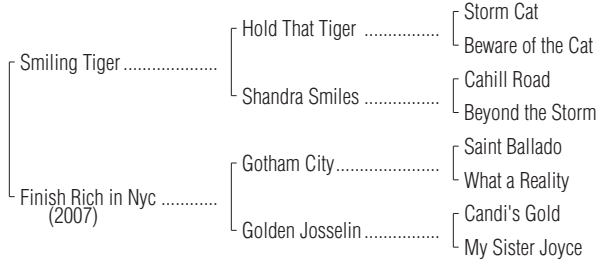 Storm Cat
Hold That Tiger ................
Beware of the Cat
Smiling Tiger ....................
Cahill Road
Shandra Smiles ................
Beyond the Storm
Saint Ballado
Gotham City......................
What a Reality
Finish Rich in Nyc ............
(2007)
Candi's Gold
Golden Josselin................
My Sister Joyce